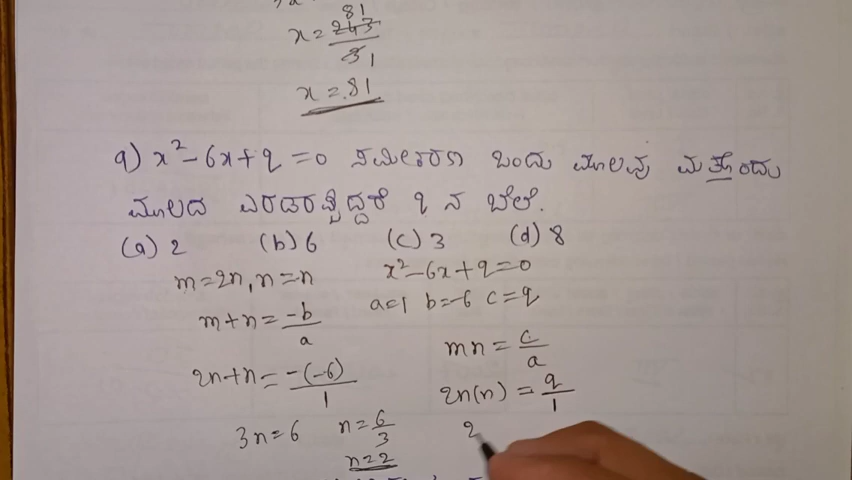 81
x = 243
31
x = 81
9) x² - 6x + q = 0 ಸಮೀಕರಣ ಒಂದು ಮೂಲವು ಮತ್ತೊಂದು
ಮೂಲದ ಎರಡರಷ್ಟಿದ್ದರೆ q ನ ಬೆಲೆ.
(a) 2 (b) 6 (c) 3 (d) 8
m = 2n, n = n x² - 6x + q = 0
a = 1 b = -6 c = q
m + n = -b/a
mn = c/a
2n + n = -(-6)/1
2n(n) = q/1
3n = 6 n = 6/3 2
n = 2